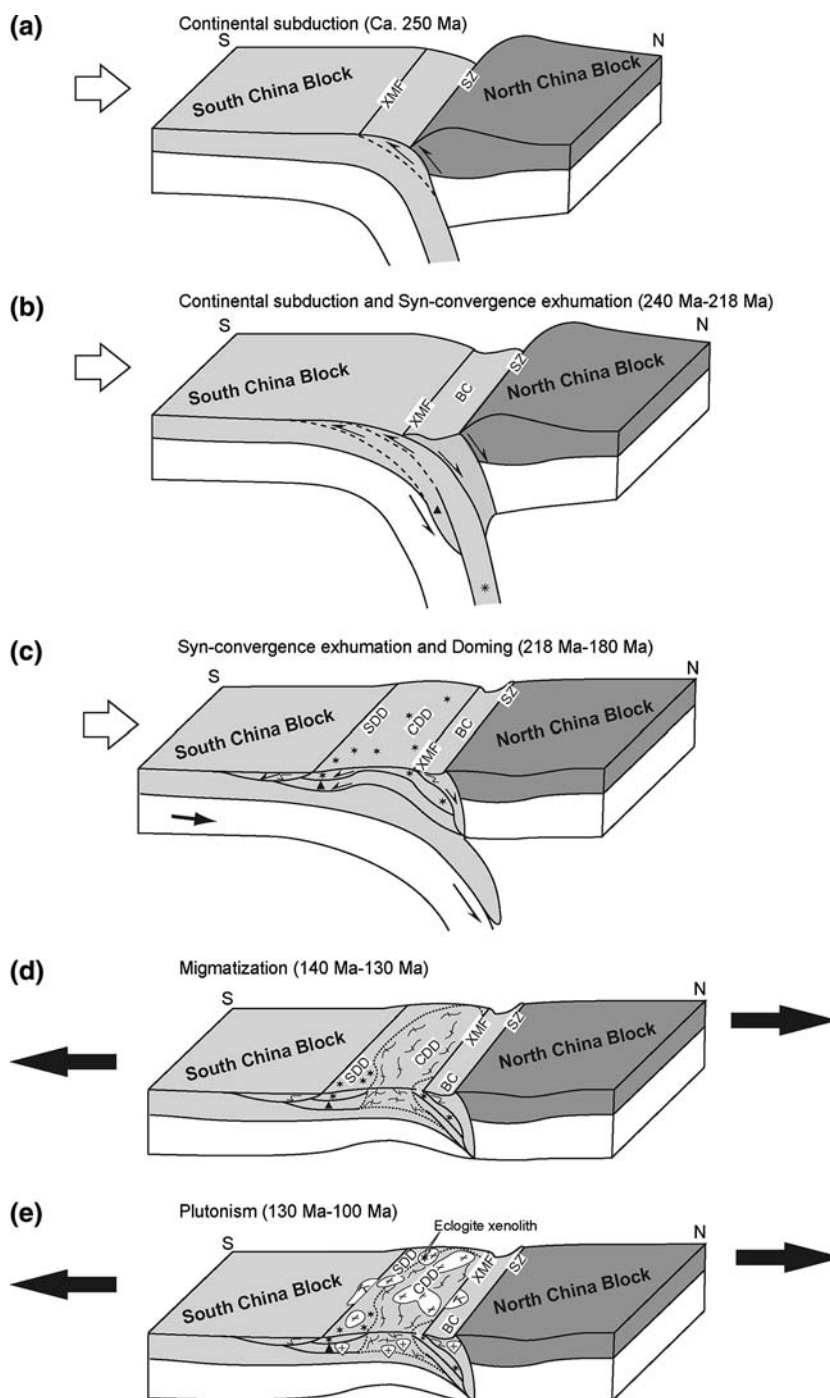 (a) Continental subduction (Ca. 250 Ma)
S
N
South China Block
XMF
SZ
North China Block
(b) Continental subduction and Syn-convergence exhumation (240 Ma-218 Ma)
S
N
South China Block
XMF
BC
SZ
North China Block
(c) Syn-convergence exhumation and Doming (218 Ma-180 Ma)
S
N
South China Block
SDD
CDD
XMF
BC
SZ
North China Block
(d) Migmatization (140 Ma-130 Ma)
S
N
South China Block
SDD
CDD
XMF
BC
SZ
North China Block
(e) Plutonism (130 Ma-100 Ma)
Eclogite xenolith
S
N
South China Block
SDD
CDD
XMF
BC
SZ
North China Block